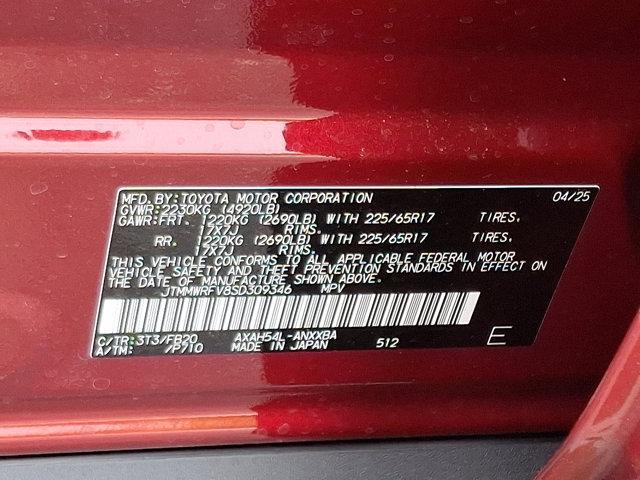 MFD. BY: TOYOTA MOTOR CORPORATION 04/25
GVWR: 2230KG (4920LB)
GAWR: FRT. 1220KG (2690LB) WITH 225/65R17 TIRES.
17X7J RIMS.
RR. 1220KG (2690LB) WITH 225/65R17 TIRES.
17X7J RIMS.
THIS VEHICLE CONFORMS TO ALL APPLICABLE FEDERAL MOTOR
VEHICLE SAFETY AND THEFT PREVENTION STANDARDS IN EFFECT ON
THE DATE OF MANUFACTURE SHOWN ABOVE.
JTMMWRFV8SD309346 MPV
C/TR: 3T3/FB20 AXAH54L-ANXXBA
A/TM: /P710 MADE IN JAPAN 512 E